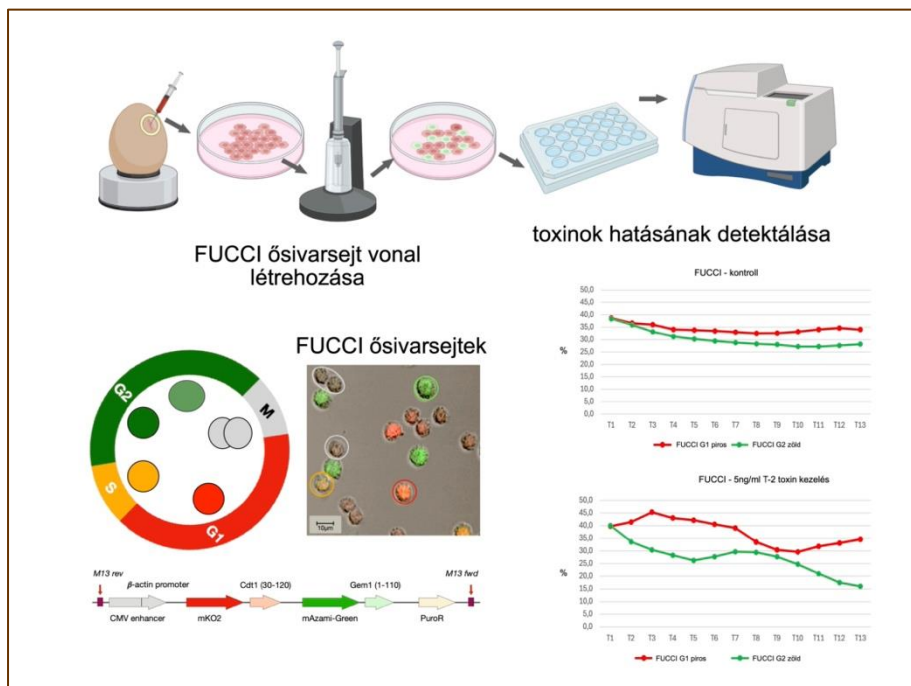 FUCCI ősivarsejt vonal
létrehozása
toxinok hatásának detektálása
FUCCI ősivarsejtek
G2
M
S
G1
10µm
M13 rev
β-actin promoter
Cdt1 (30-120)
Gem1 (1-110)
M13 fwd
CMV enhancer
mKO2
mAzami-Green
PuroR
FUCCI - kontroll
50,0
45,0
40,0
35,0
30,0
25,0
20,0
15,0
10,0
5,0
0,0
%
T1 T2 T3 T4 T5 T6 T7 T8 T9 T10 T11 T12 T13
FUCCI G1 piros FUCCI G2 zöld
FUCCI - 5ng/ml T-2 toxin kezelés
50,0
45,0
40,0
35,0
30,0
25,0
20,0
15,0
10,0
5,0
0,0
%
T1 T2 T3 T4 T5 T6 T7 T8 T9 T10 T11 T12 T13
FUCCI G1 piros FUCCI G2 zöld